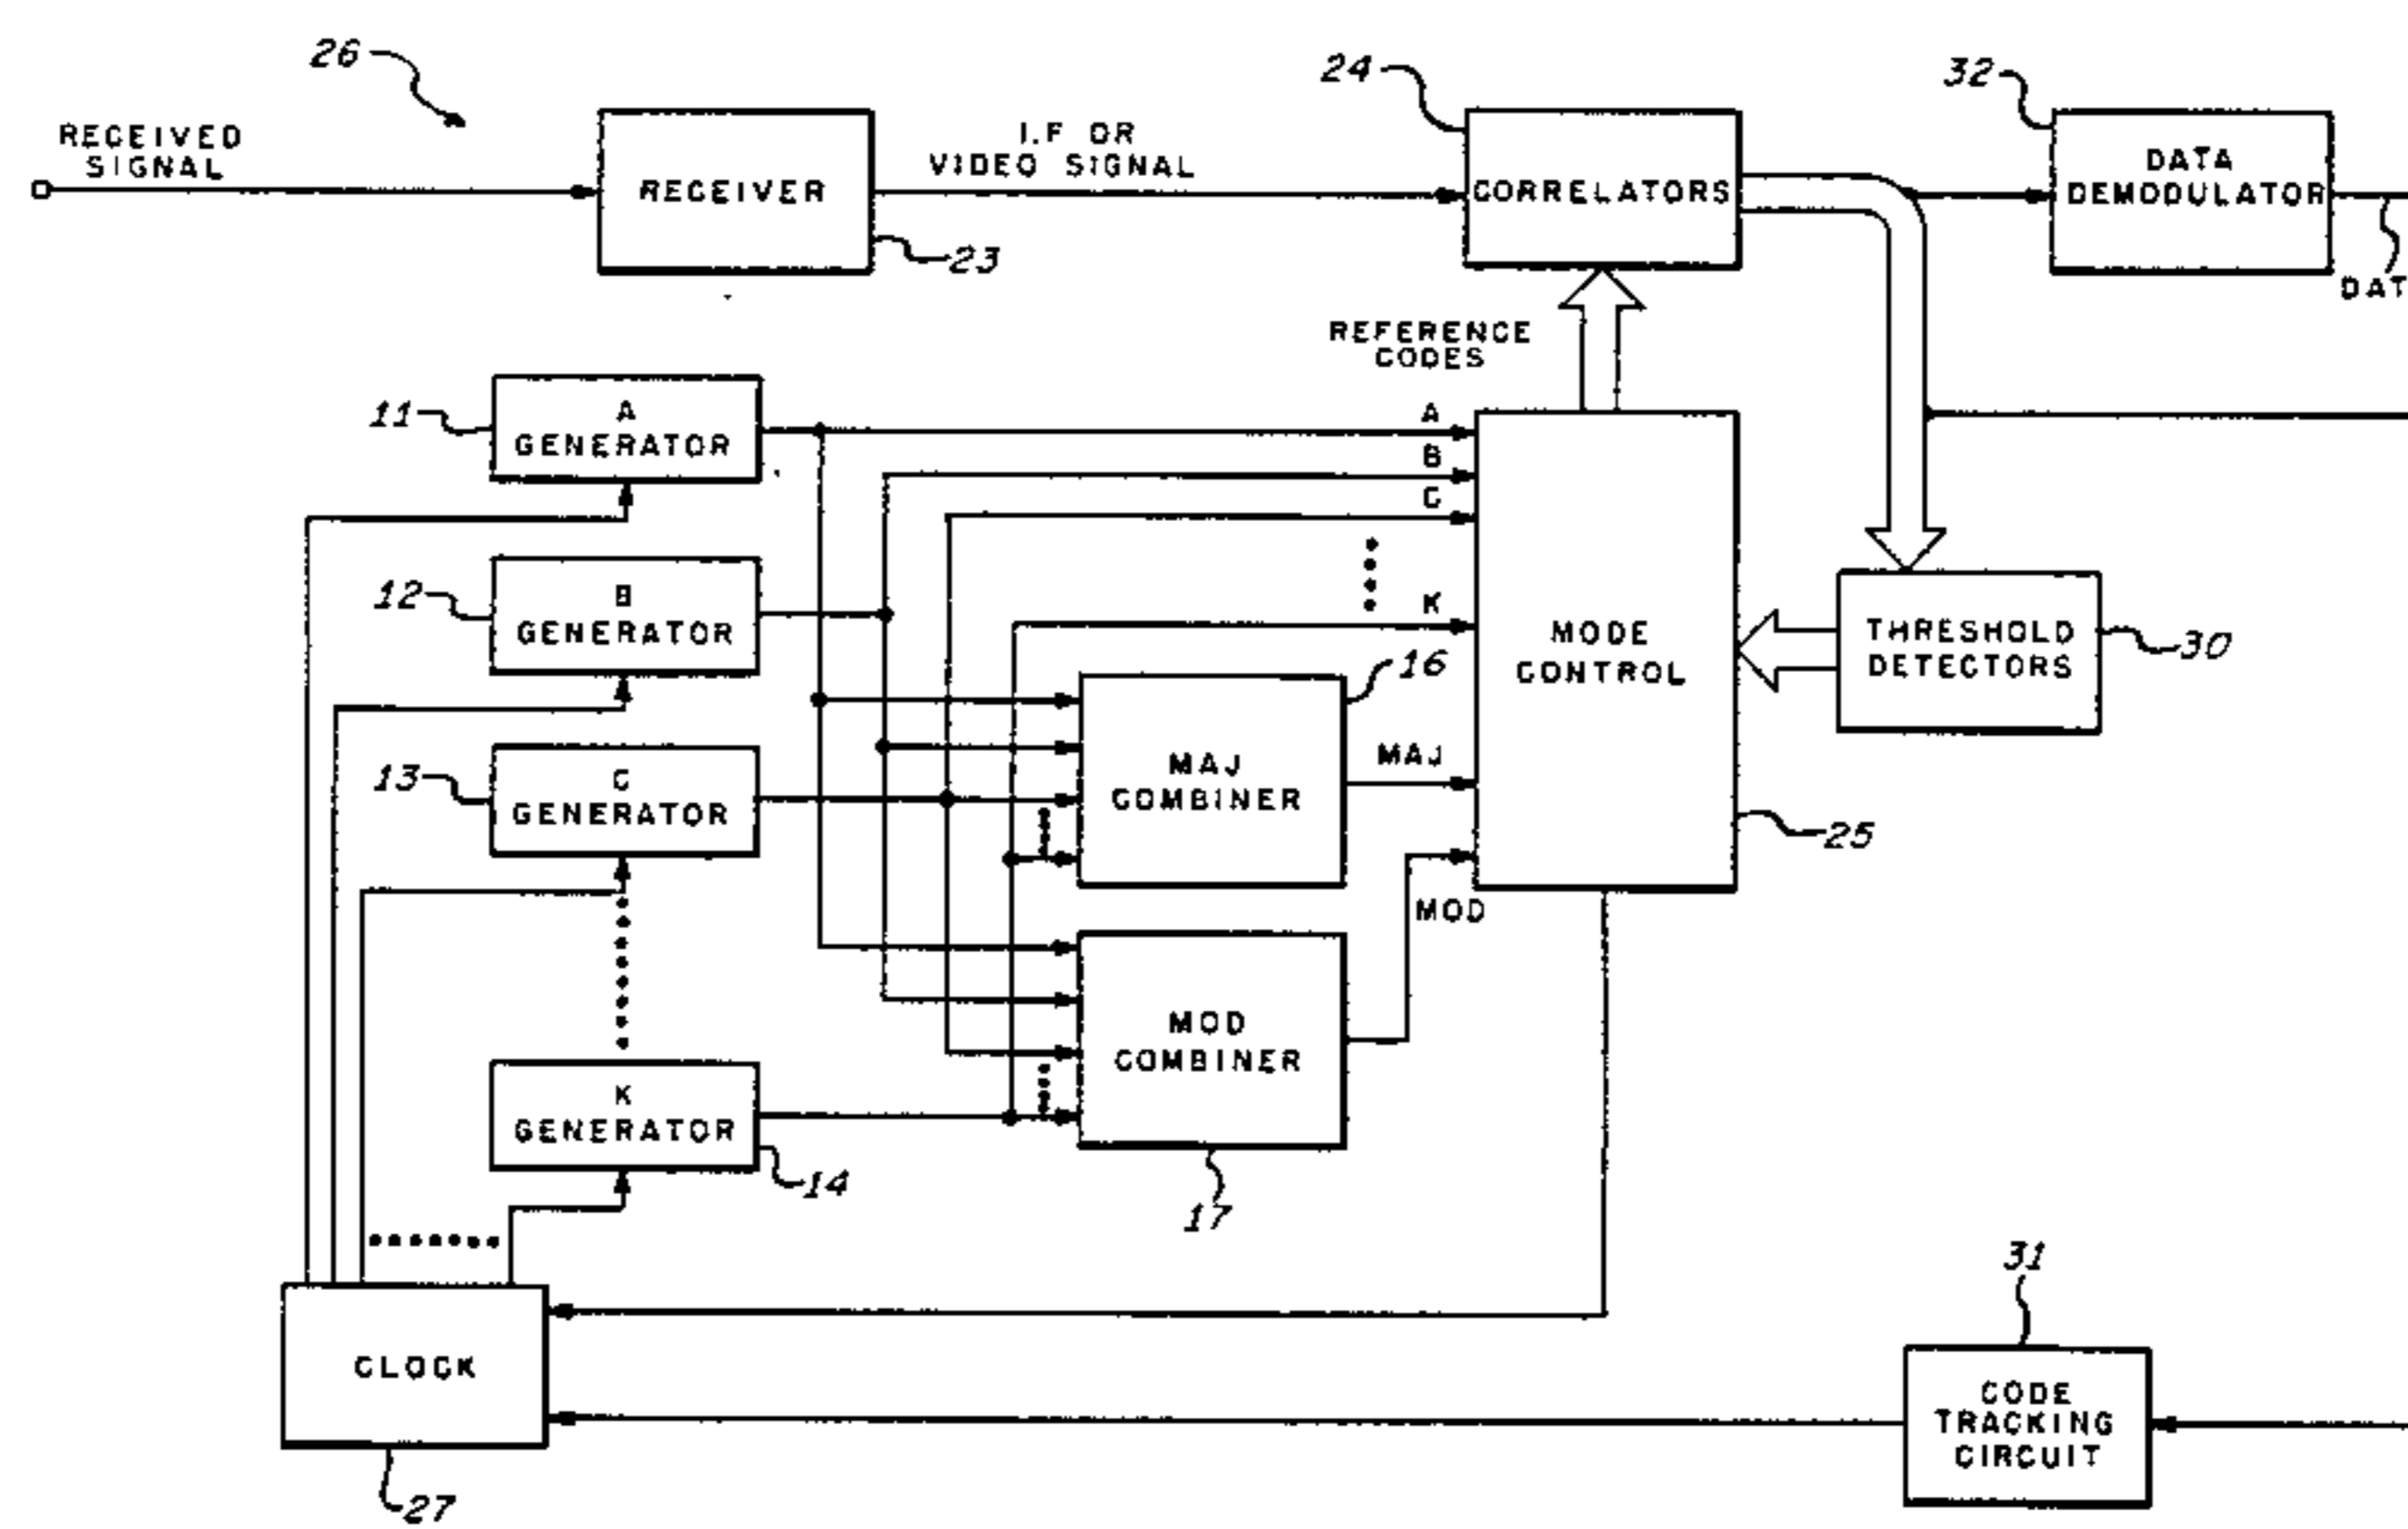 26
24
32
RECEIVED
SIGNAL
RECEIVER
I.F OR
VIDEO SIGNAL
CORRELATORS
DATA
DEMODULATOR
23
DAT
REFERENCE
CODES
11
A
GENERATOR
A
B
C
K
12
B
GENERATOR
MODE
CONTROL
THRESHOLD
DETECTORS
30
16
13
C
GENERATOR
MAJ
COMBINER
MAJ
25
MOD
MOD
COMBINER
K
GENERATOR
14
17
31
CLOCK
CODE
TRACKING
CIRCUIT
27